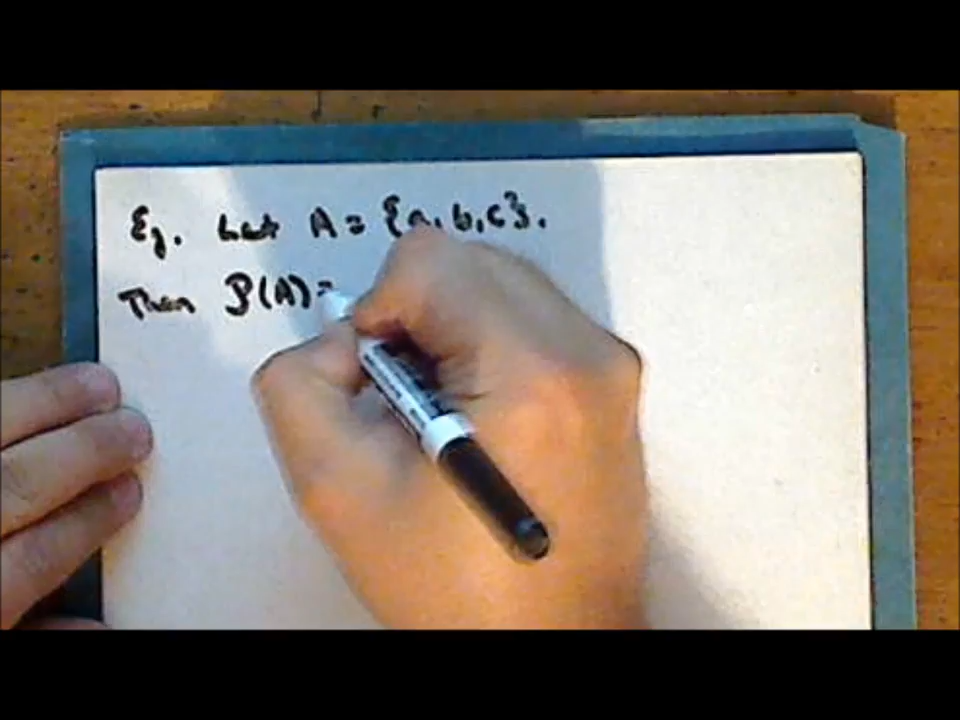 Eg. Let A = {a, b, c}.
Then P(A) =